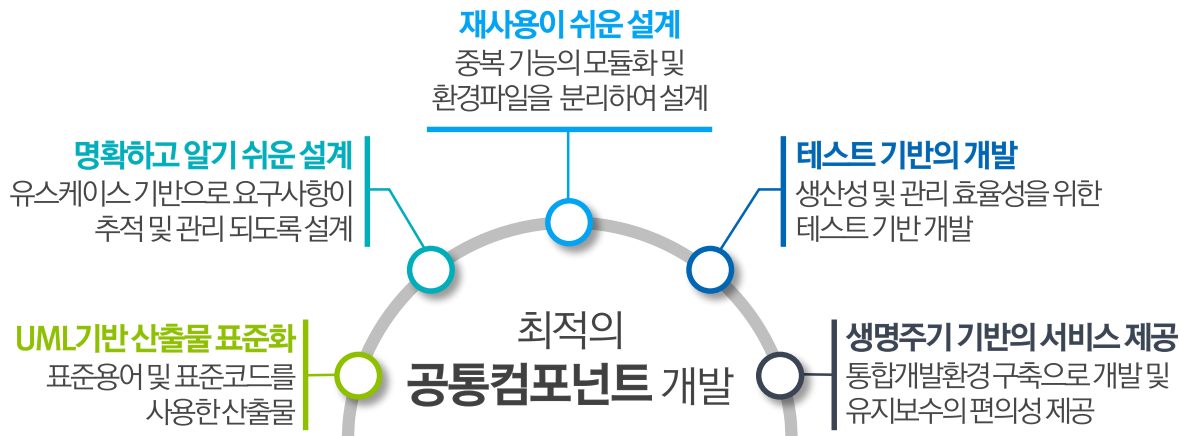 재사용이 쉬운 설계
중복 기능의 모듈화 및
환경파일을 분리하여 설계
명확하고 알기 쉬운 설계
유스케이스 기반으로 요구사항이
추적 및 관리 되도록 설계
테스트 기반의 개발
생산성 및 관리 효율성을 위한
테스트 기반 개발
UML기반 산출물 표준화
표준용어 및 표준코드를
사용한 산출물
최적의
공통컴포넌트 개발
생명주기 기반의 서비스 제공
통합개발환경 구축으로 개발 및
유지보수의 편의성 제공